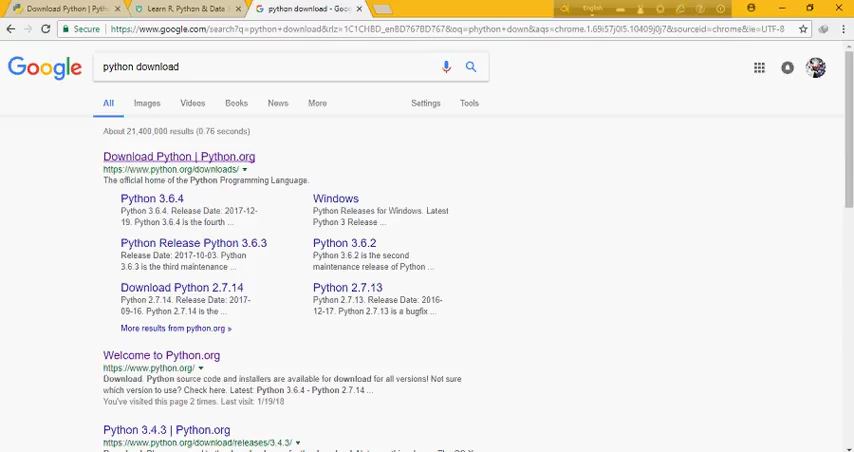 Download Python | Pyth
Learn R, Python & Data
python download - Goo
English
Secure
https://www.google.com/search?q=python+download&rlz=1C1CHBD_enBD767BD767&oq=phython+down&aqs=chrome.1.69i57j0l5.10409j0j7&sourceid=chrome&ie=UTF-8
Google
python download
All Images Videos Books News More Settings Tools
About 21,400,000 results (0.76 seconds)
Download Python | Python.org
https://www.python.org/downloads/
The official home of the Python Programming Language.
Python 3.6.4
Python 3.6.4. Release Date: 2017-12-
19. Python 3.6.4 is the fourth ...
Windows
Python Releases for Windows. Latest
Python 3 Release ...
Python Release Python 3.6.3
Release Date: 2017-10-03. Python
3.6.3 is the third maintenance ...
Python 3.6.2
Python 3.6.2 is the second
maintenance release of Python ...
Download Python 2.7.14
Python 2.7.14. Release Date: 2017-
09-16. Python 2.7.14 is the ...
Python 2.7.13
Python 2.7.13. Release Date: 2016-
12-17. Python 2.7.13 is a bugfix ...
More results from python.org »
Welcome to Python.org
https://www.python.org/
Download. Python source code and installers are available for download for all versions! Not sure
which version to use? Check here. Latest: Python 3.6.4 - Python 2.7.14 ...
You've visited this page 2 times. Last visit: 1/19/18
Python 3.4.3 | Python.org
https://www.python.org/download/releases/3.4.3/